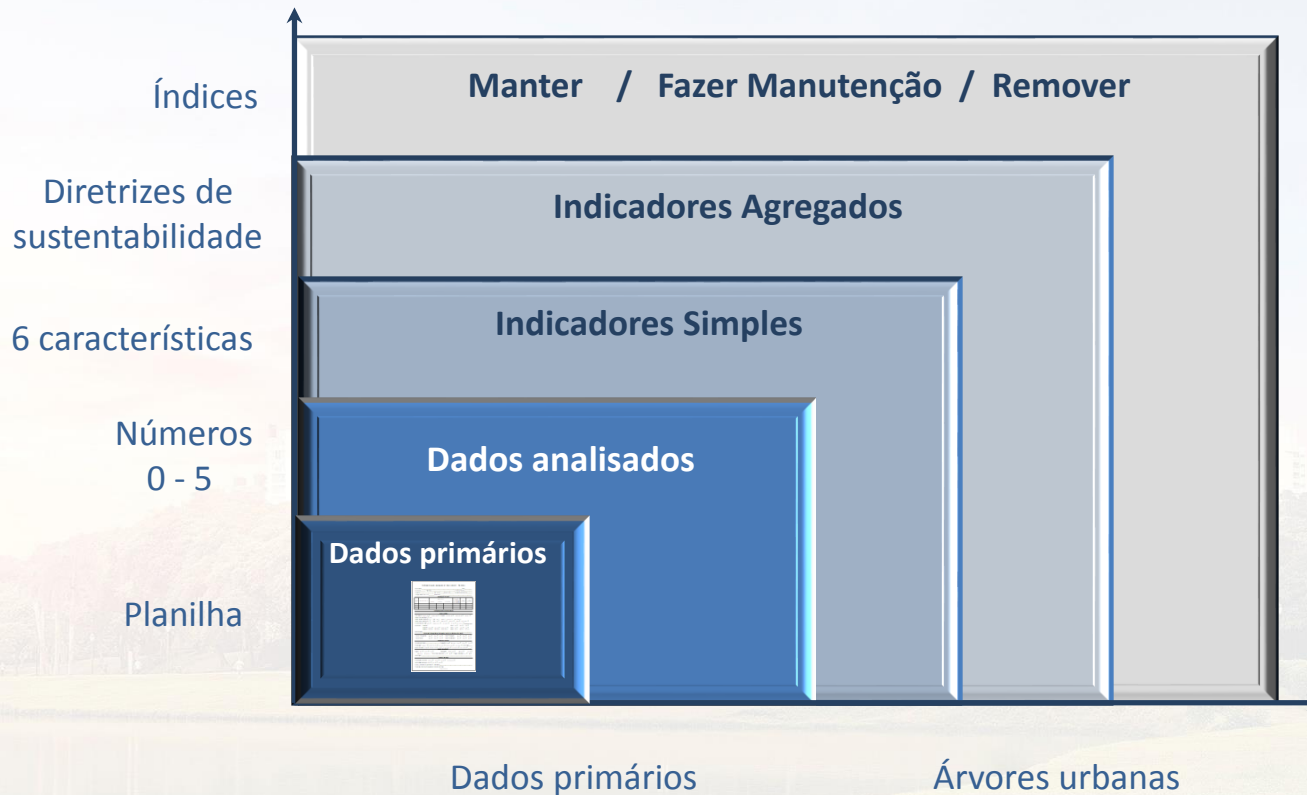 Índices
Manter / Fazer Manutenção / Remover
Diretrizes de
sustentabilidade
Indicadores Agregados
6 características
Indicadores Simples
Números
0 - 5
Dados analisados
Dados primários
Planilha
Dados primários
Árvores urbanas